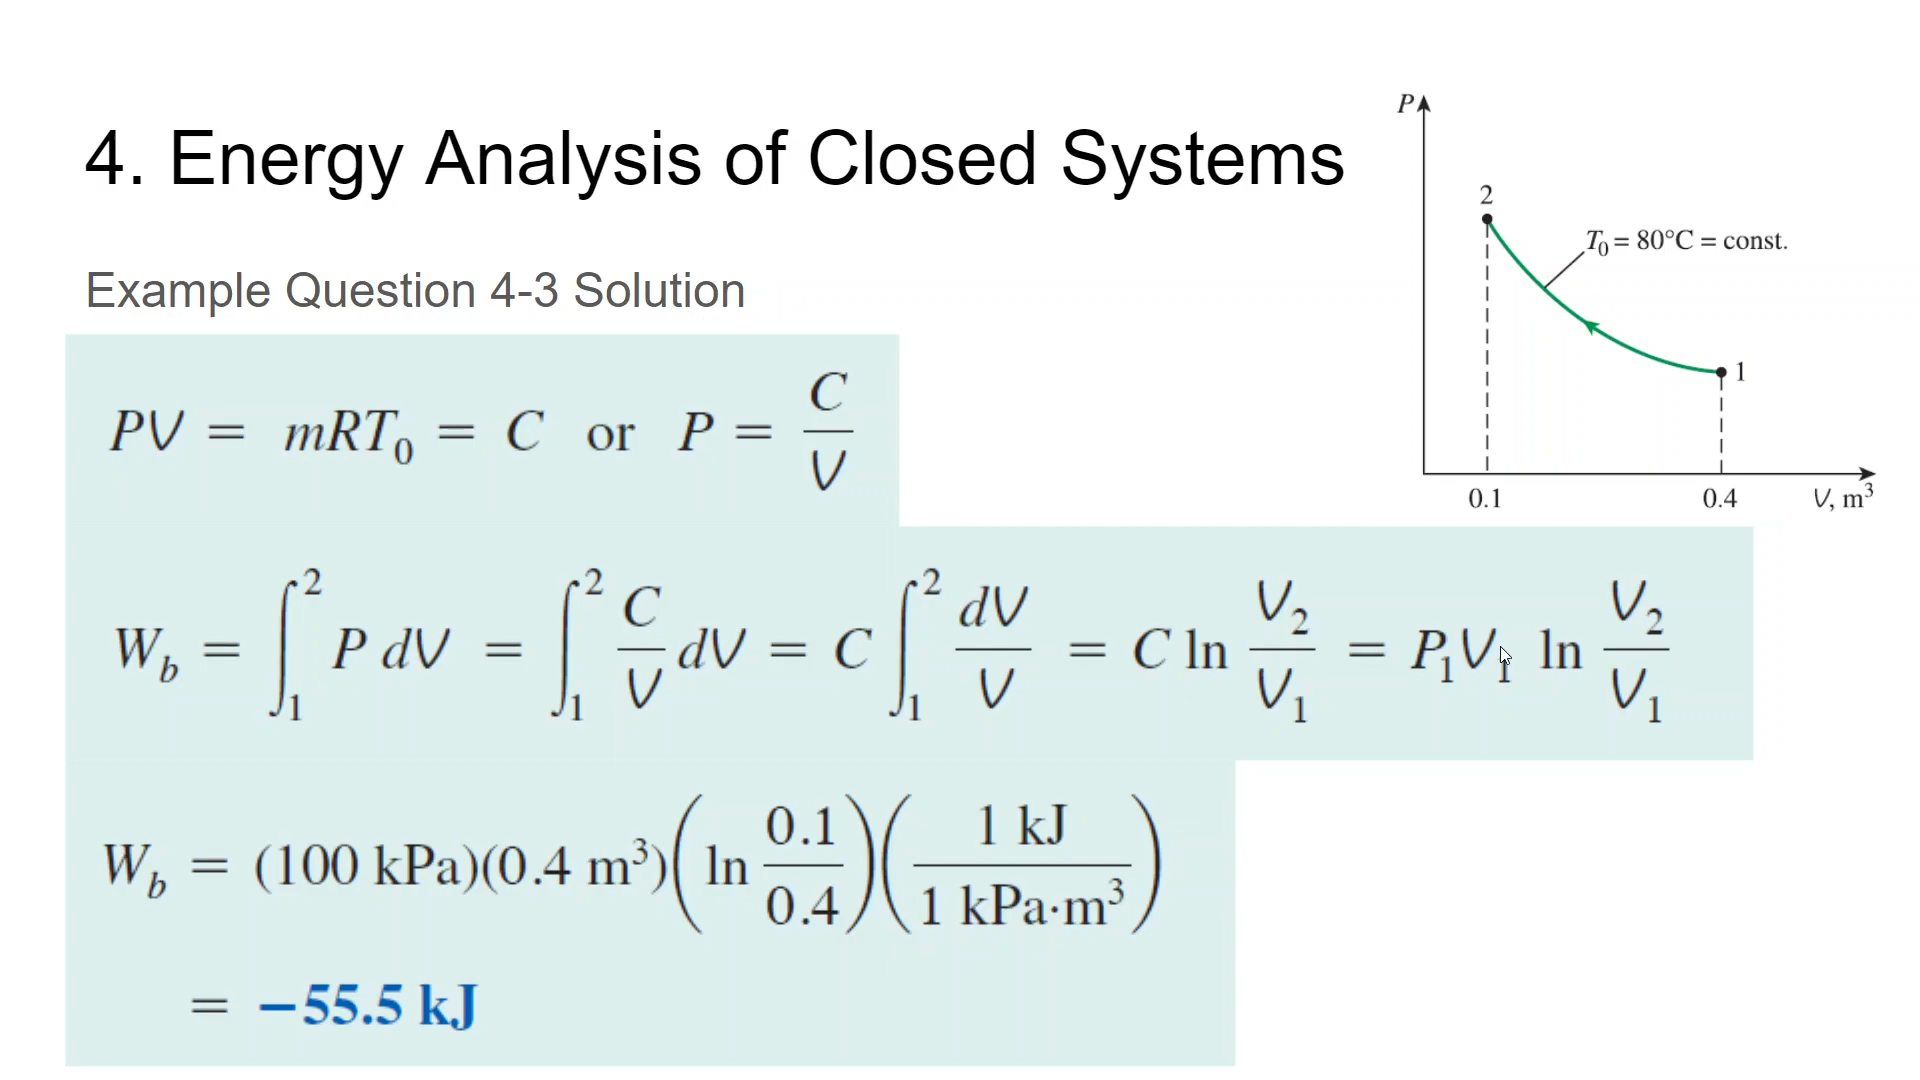 4. Energy Analysis of Closed Systems
Example Question 4-3 Solution
P
2
T₀ = 80°C = const.
1
0.1 0.4 V, m³
PV = mRT₀ = C or P = C/V
W_b = ∫₁² P dV = ∫₁² C/V dV = C ∫₁² dV/V = C ln V₂/V₁ = P₁V₁ ln V₂/V₁
W_b = (100 kPa)(0.4 m³)(ln 0.1/0.4)(1 kJ/1 kPa·m³)
= −55.5 kJ